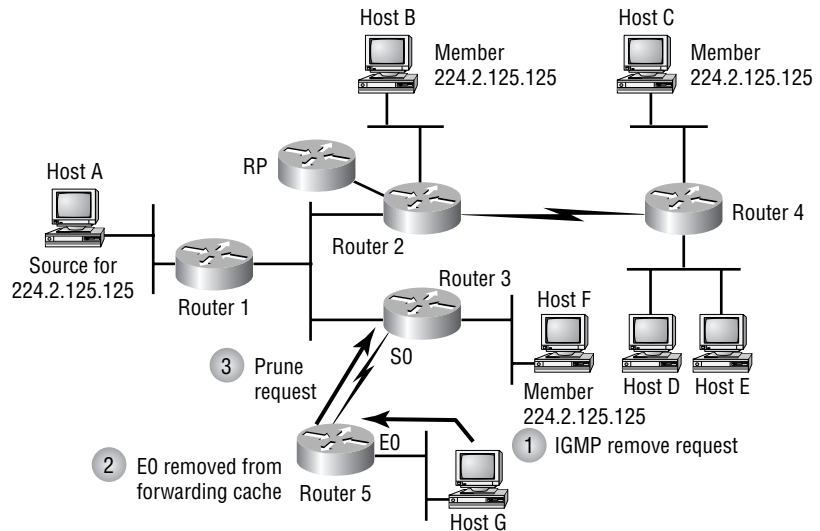 Host B
Member
224.2.125.125
Host C
Member
224.2.125.125
RP
Host A
Source for
224.2.125.125
Router 1
Router 2
Router 4
Router 3
S0
Host F
Member
224.2.125.125
Host D
Host E
3 Prune
request
1 IGMP remove request
2 E0 removed from
forwarding cache
Router 5
E0
Host G